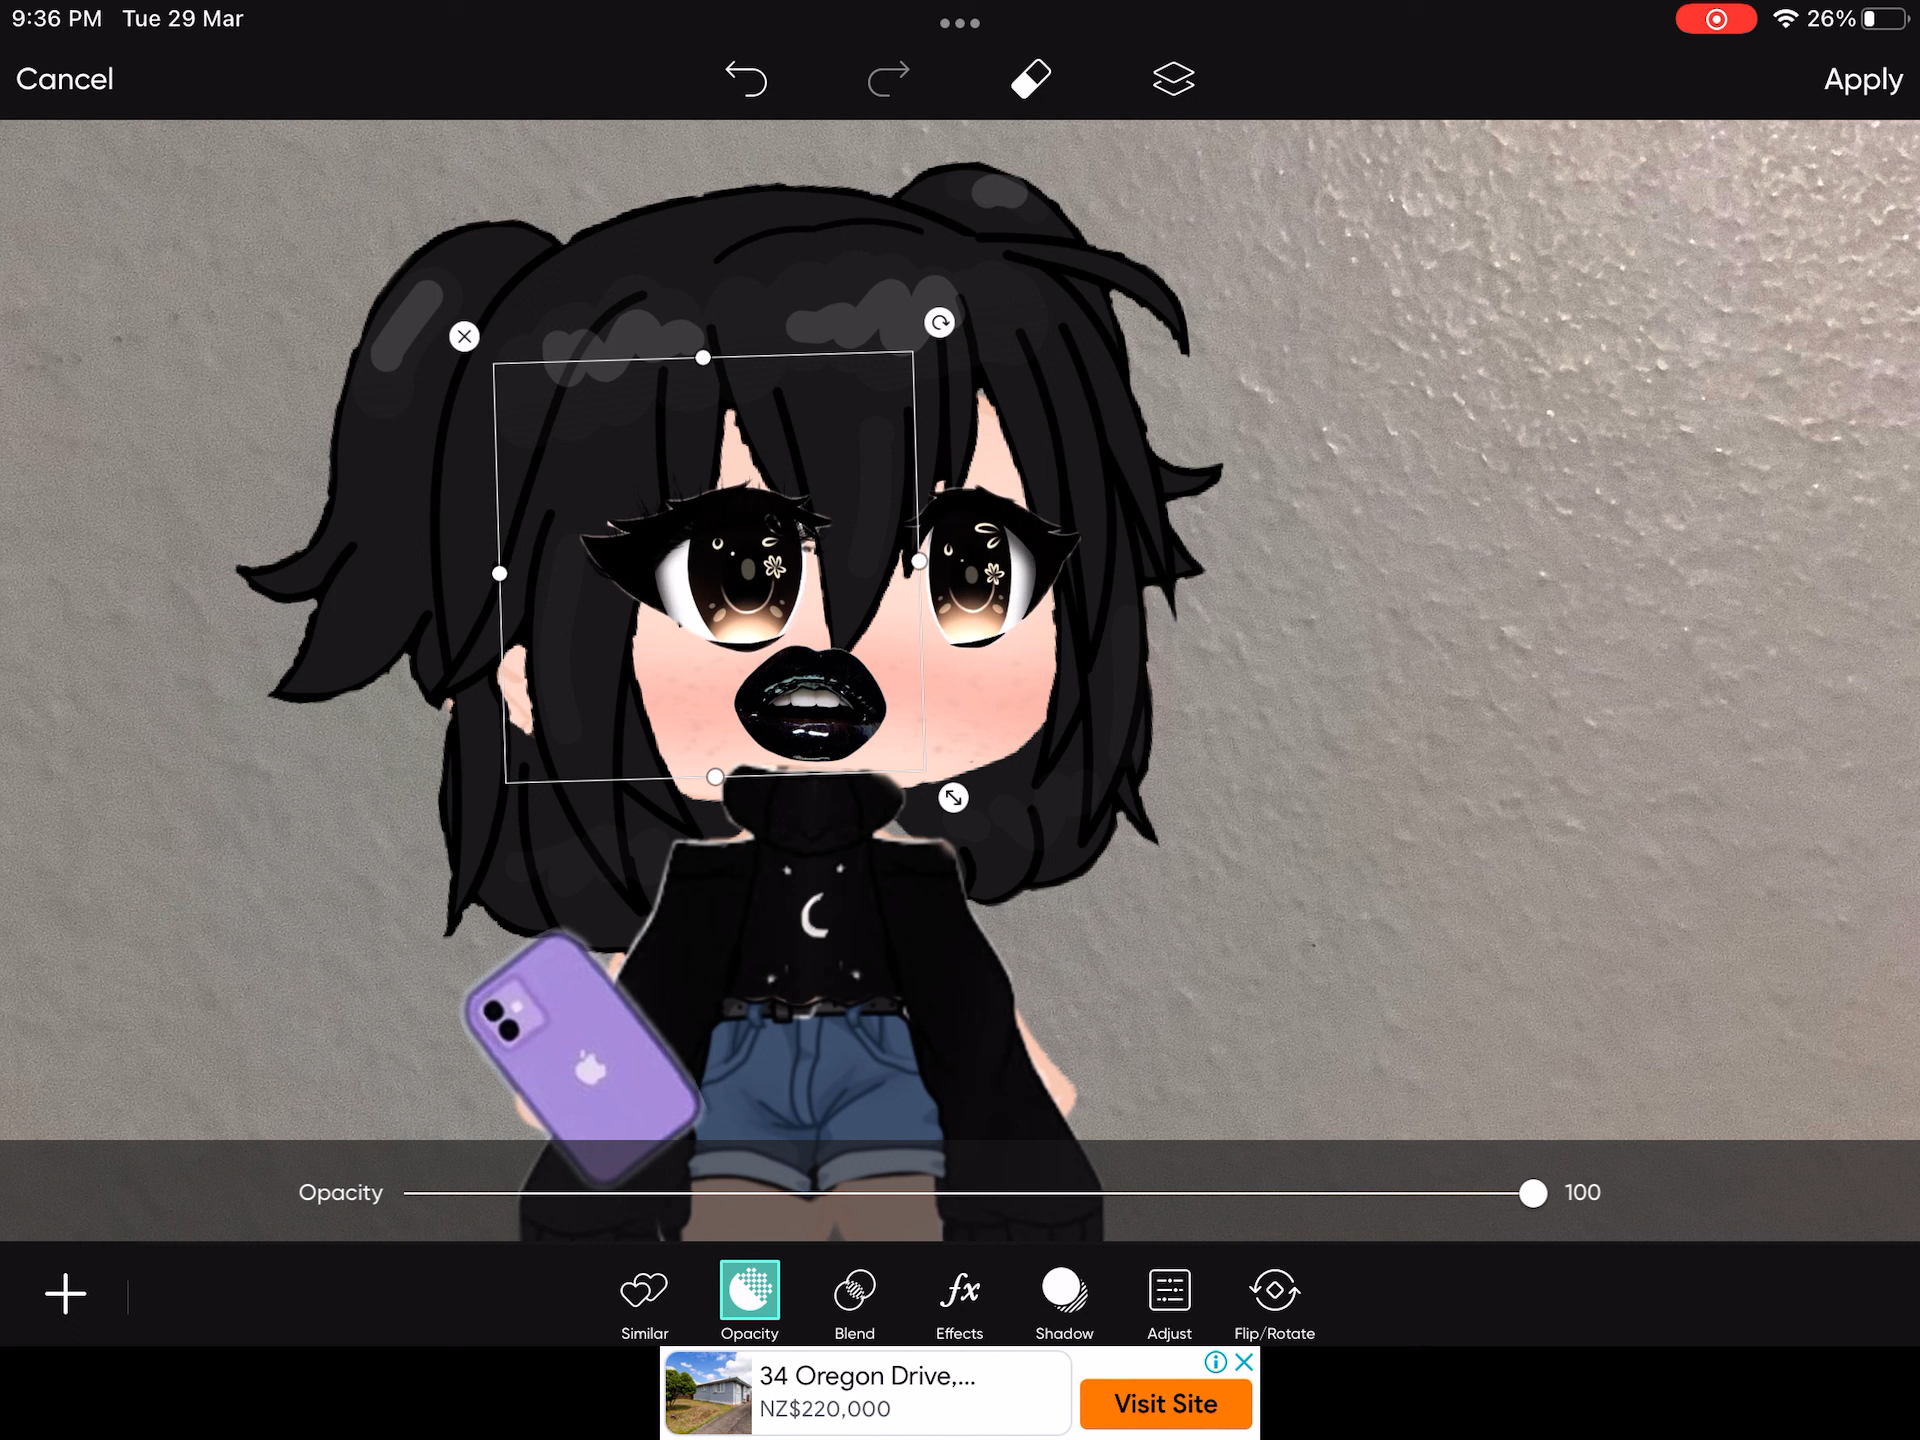 9:36 PM Tue 29 Mar
26%
Cancel
Apply
Opacity 100
Similar
Opacity
Blend
fx
Effects
Shadow
Adjust
Flip/Rotate
34 Oregon Drive,...
NZ$220,000
Visit Site